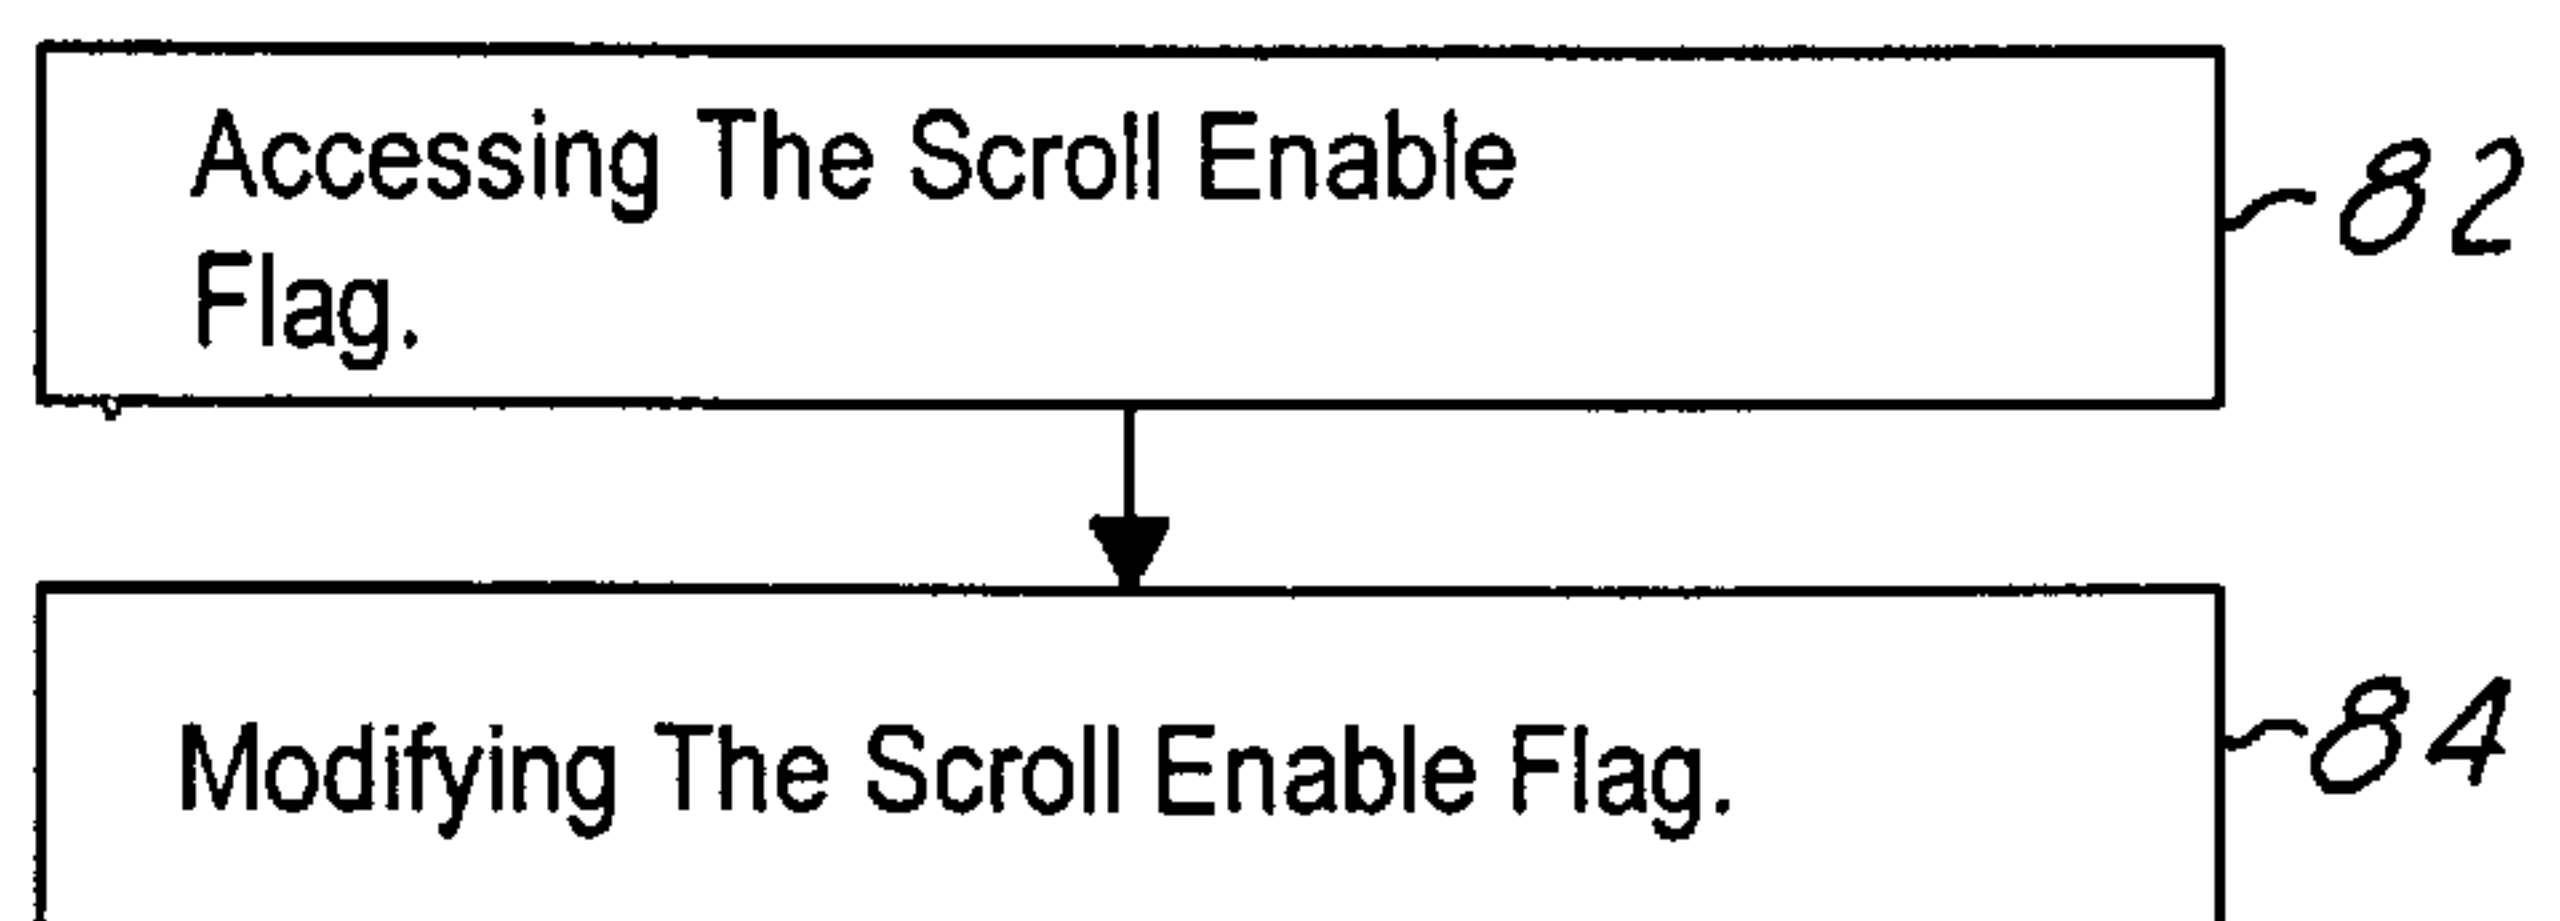 Accessing The Scroll Enable
Flag.
82
Modifying The Scroll Enable Flag.
84